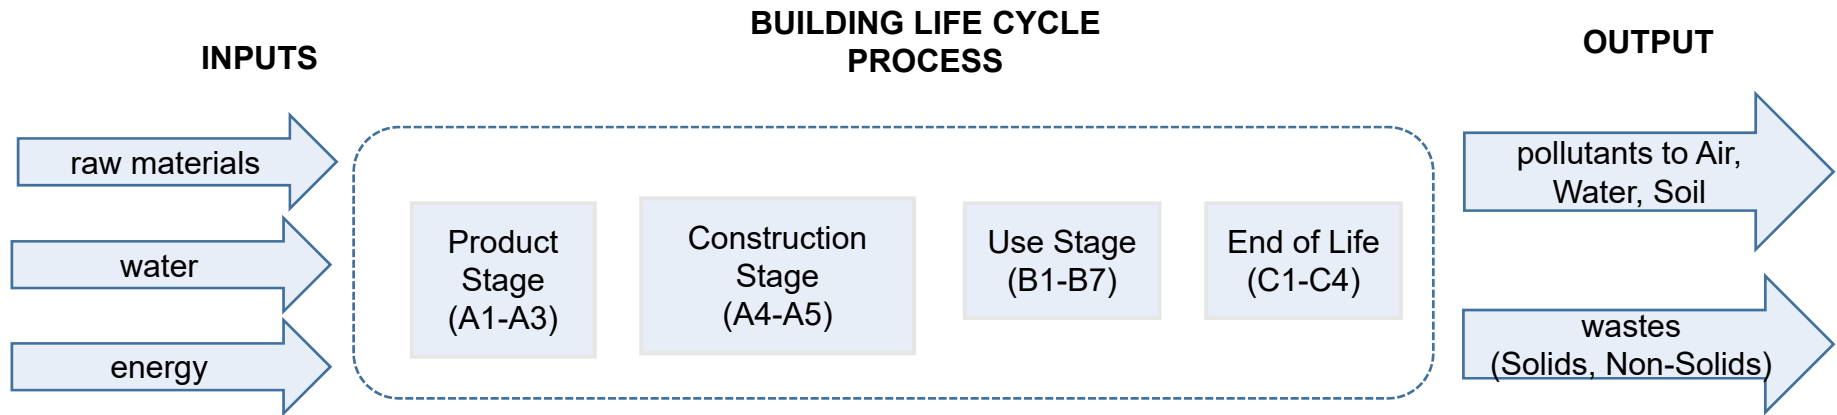 INPUTS
BUILDING LIFE CYCLE
PROCESS
OUTPUT
raw materials
water
energy
Product
Stage
(A1-A3)
Construction
Stage
(A4-A5)
Use Stage
(B1-B7)
End of Life
(C1-C4)
pollutants to Air,
Water, Soil
wastes
(Solids, Non-Solids)